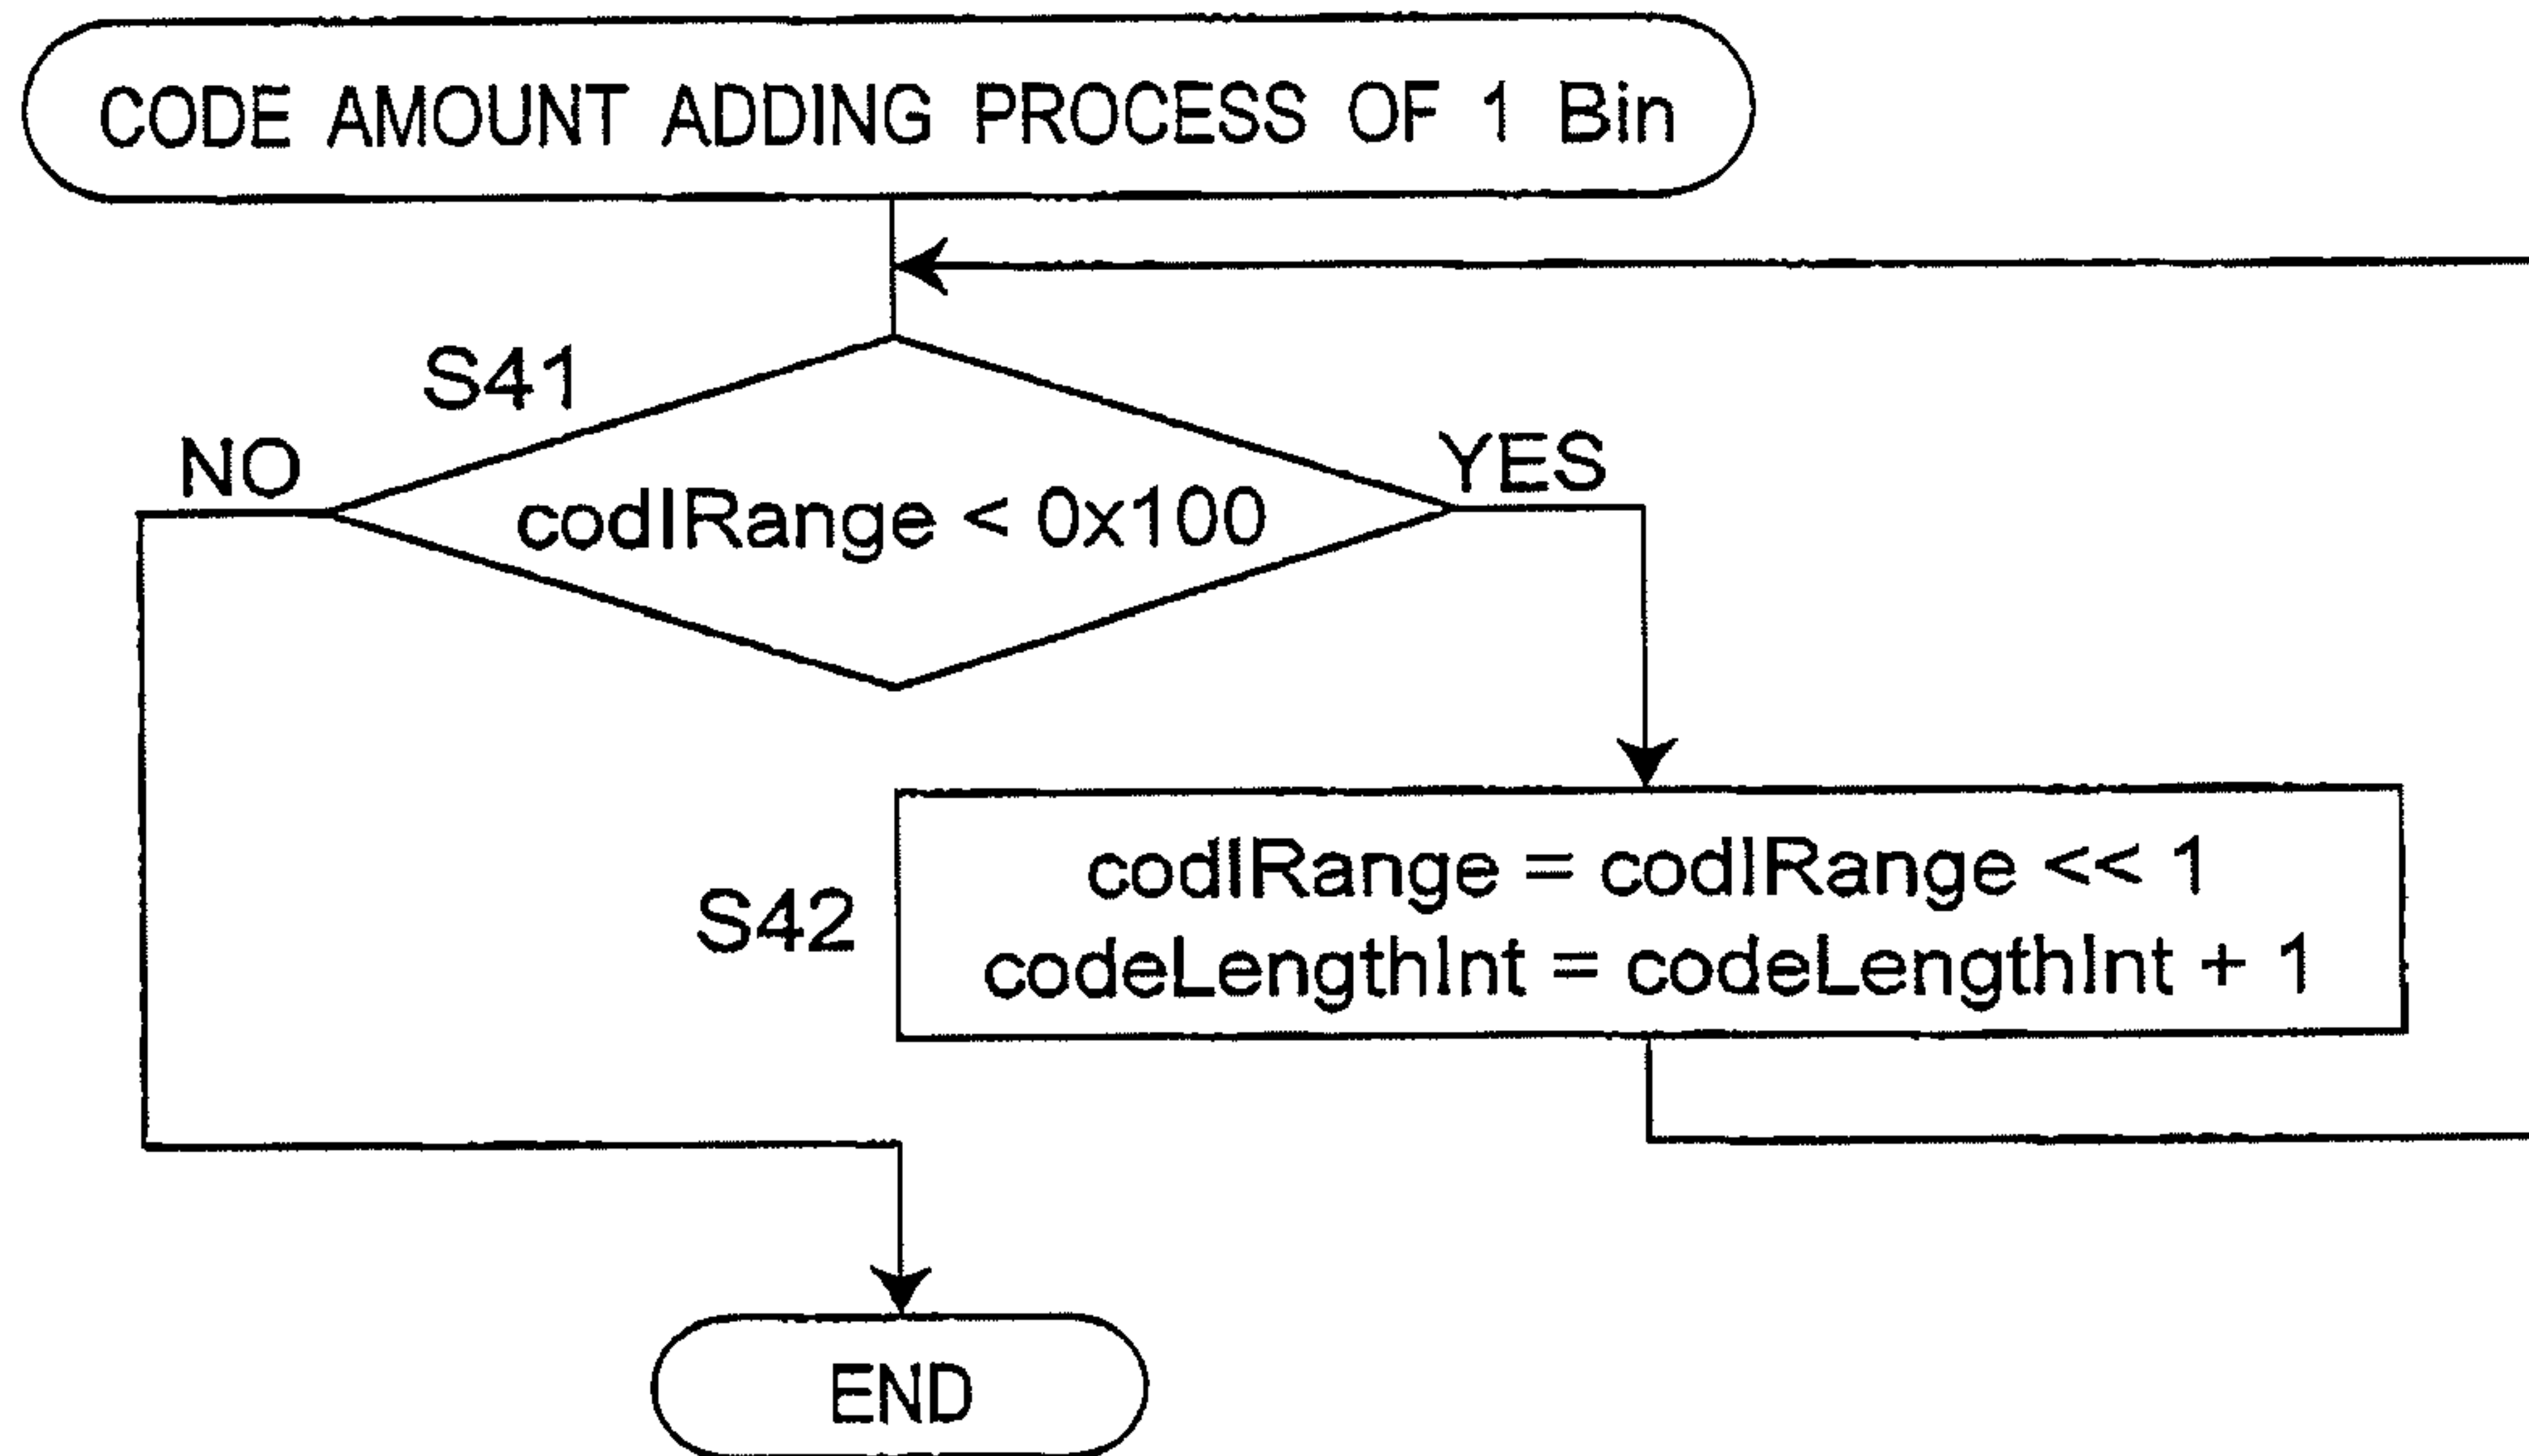 CODE AMOUNT ADDING PROCESS OF 1 Bin
S41
NO
YES
codIRange < 0x100
codIRange = codIRange << 1
S42
codeLengthInt = codeLengthInt + 1
END